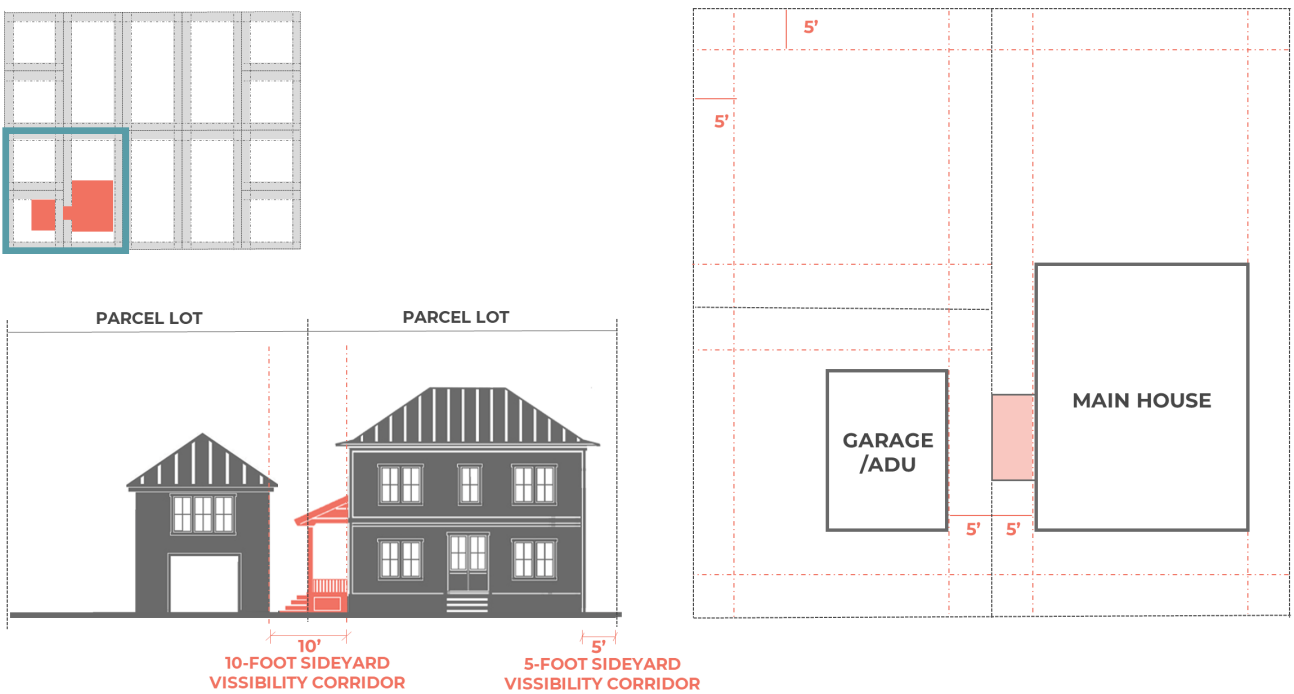 5’
5’
PARCEL LOT
PARCEL LOT
MAIN HOUSE
GARAGE
/ADU
5’
5’
10’
10-FOOT SIDEYARD
VISSIBILITY CORRIDOR
5’
5-FOOT SIDEYARD
VISSIBILITY CORRIDOR